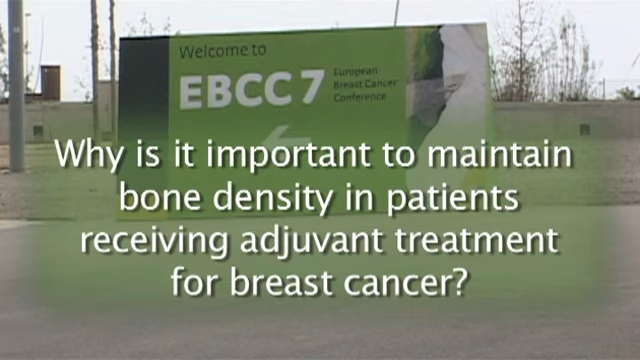 Welcome to
EBCC 7
European
Breast Cancer
Conference
Why is it important to maintain
bone density in patients
receiving adjuvant treatment
for breast cancer?